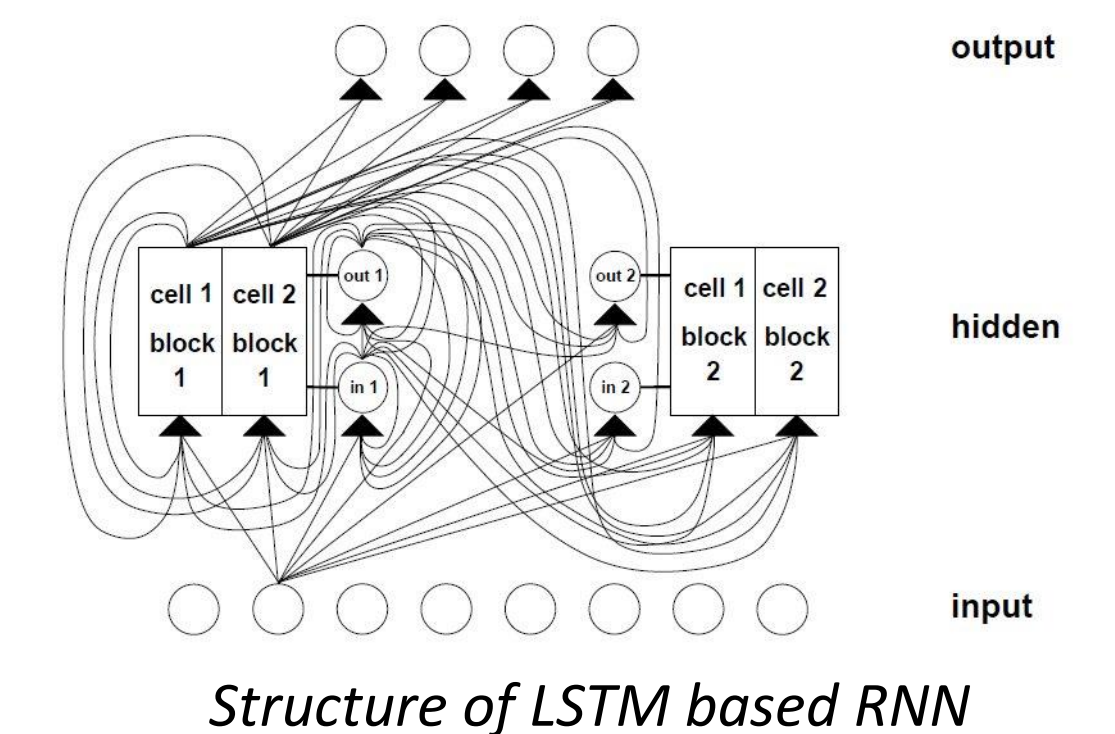 output
out 1
out 2
cell 1
block
1
cell 2
block
1
cell 1
block
2
cell 2
block
2
hidden
in 1
in 2
input
Structure of LSTM based RNN